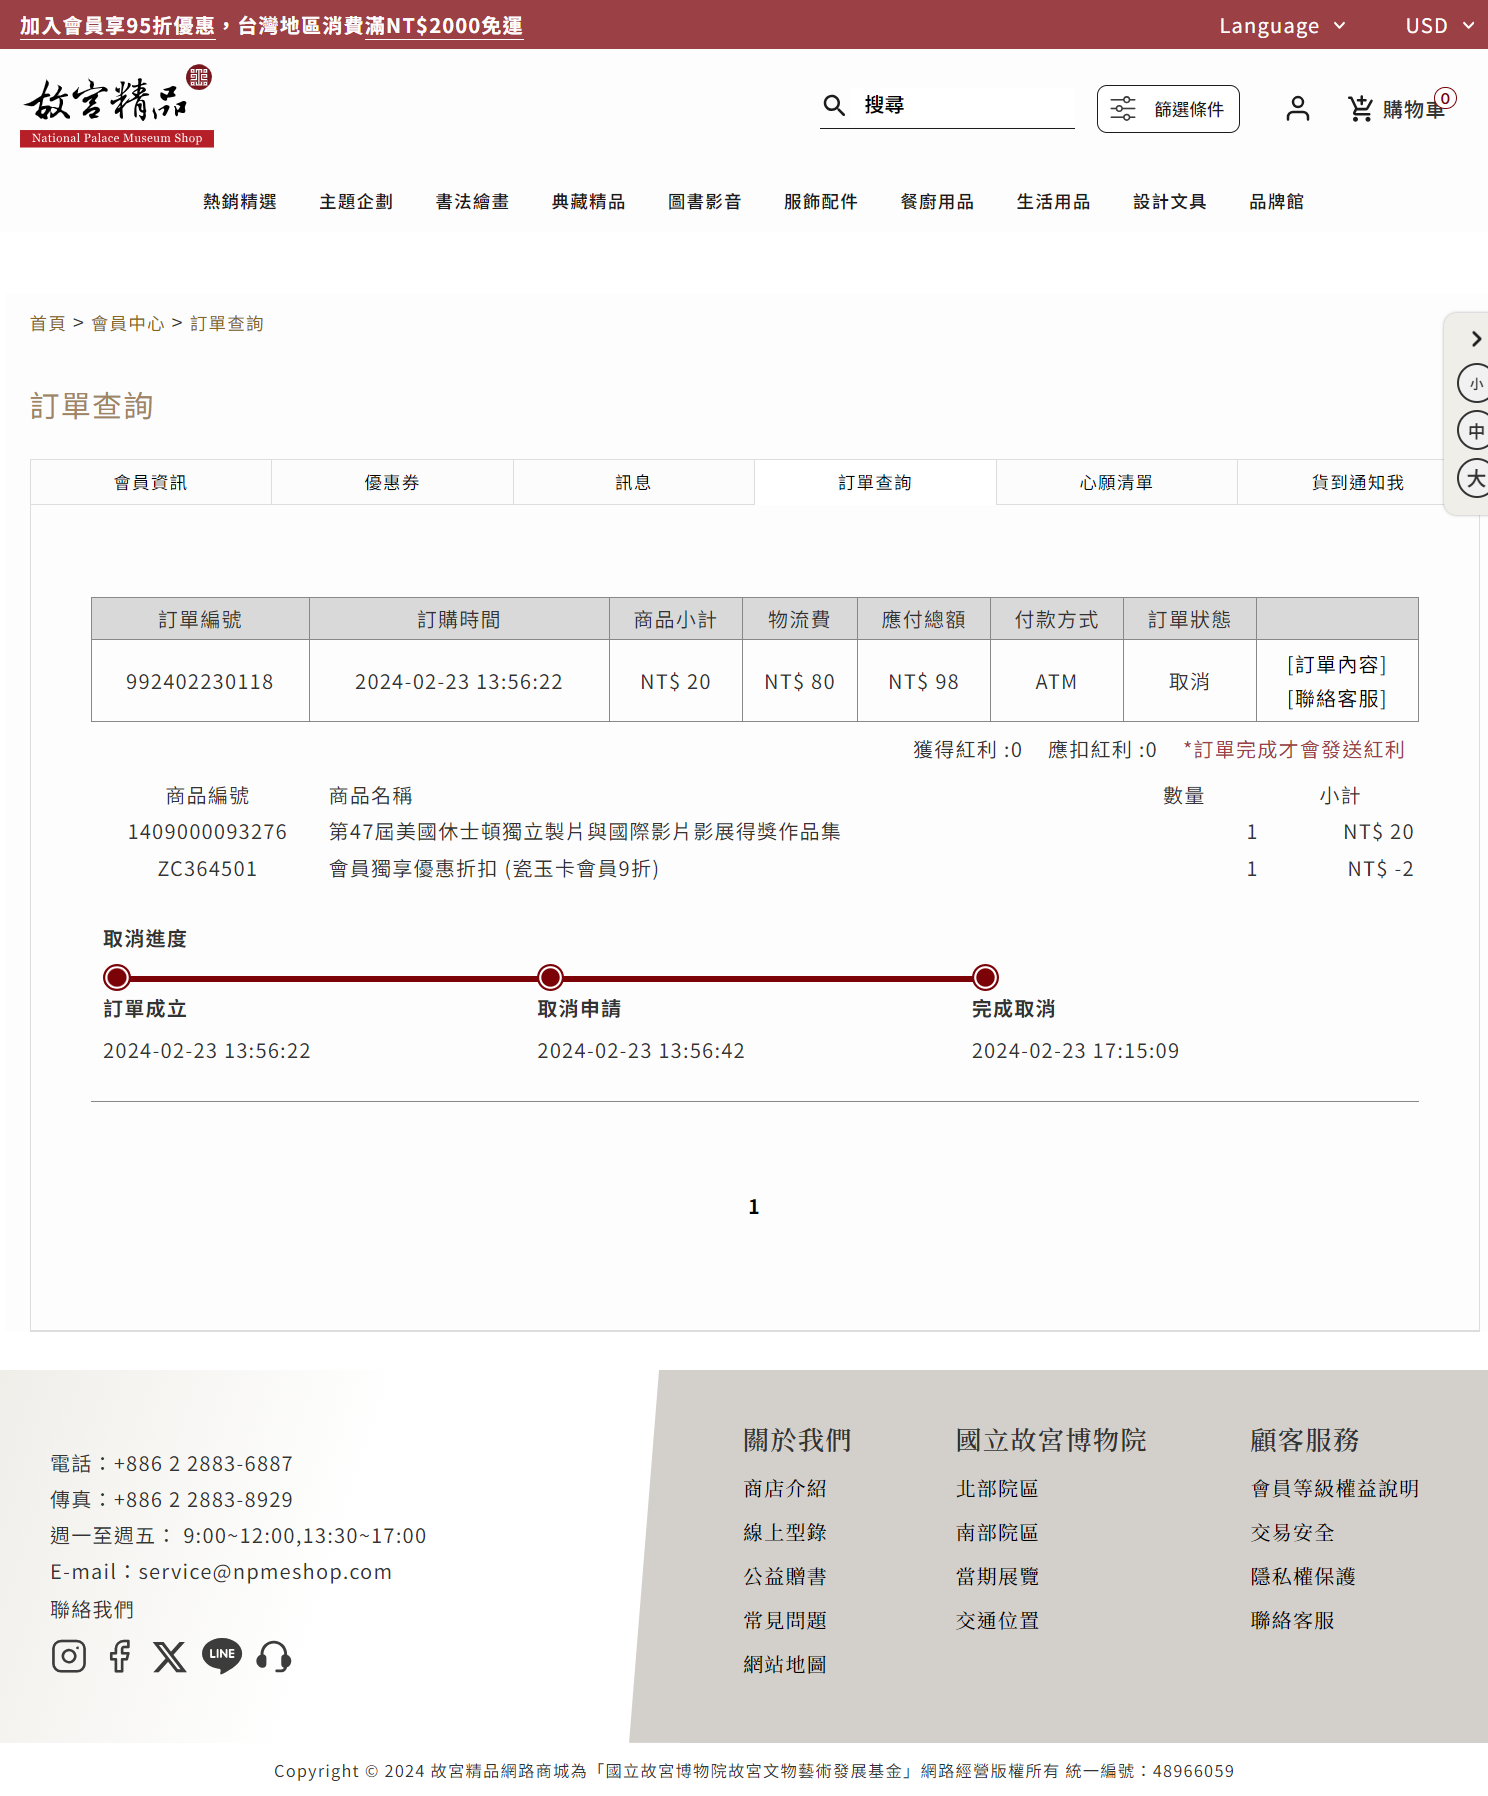 加入會員享95折優惠，台灣地區消費滿NT$2000免運
Language
USD
故宮精品
National Palace Museum Shop
搜尋
篩選條件
購物車
0
熱銷精選 主題企劃 書法繪畫 典藏精品 圖書影音 服飾配件 餐廚用品 生活用品 設計文具 品牌館
首頁 > 會員中心 > 訂單查詢
小
中
大
訂單查詢
會員資訊 優惠券 訊息 訂單查詢 心願清單 貨到通知我
訂單編號 訂購時間 商品小計 物流費 應付總額 付款方式 訂單狀態
992402230118 2024-02-23 13:56:22 NT$ 20 NT$ 80 NT$ 98 ATM 取消
[訂單內容]
[聯絡客服]
獲得紅利 :0 應扣紅利 :0 *訂單完成才會發送紅利
商品編號 商品名稱 數量 小計
1409000093276 第47屆美國休士頓獨立製片與國際影片影展得獎作品集 1 NT$ 20
ZC364501 會員獨享優惠折扣 (瓷玉卡會員9折) 1 NT$ -2
取消進度
訂單成立 取消申請 完成取消
2024-02-23 13:56:22 2024-02-23 13:56:42 2024-02-23 17:15:09
1
電話：+886 2 2883-6887
傳真：+886 2 2883-8929
週一至週五： 9:00~12:00,13:30~17:00
E-mail：service@npmeshop.com
聯絡我們
LINE
關於我們
商店介紹
線上型錄
公益贈書
常見問題
網站地圖
國立故宮博物院
北部院區
南部院區
當期展覽
交通位置
顧客服務
會員等級權益說明
交易安全
隱私權保護
聯絡客服
Copyright © 2024 故宮精品網路商城為「國立故宮博物院故宮文物藝術發展基金」網路經營版權所有 統一編號：48966059